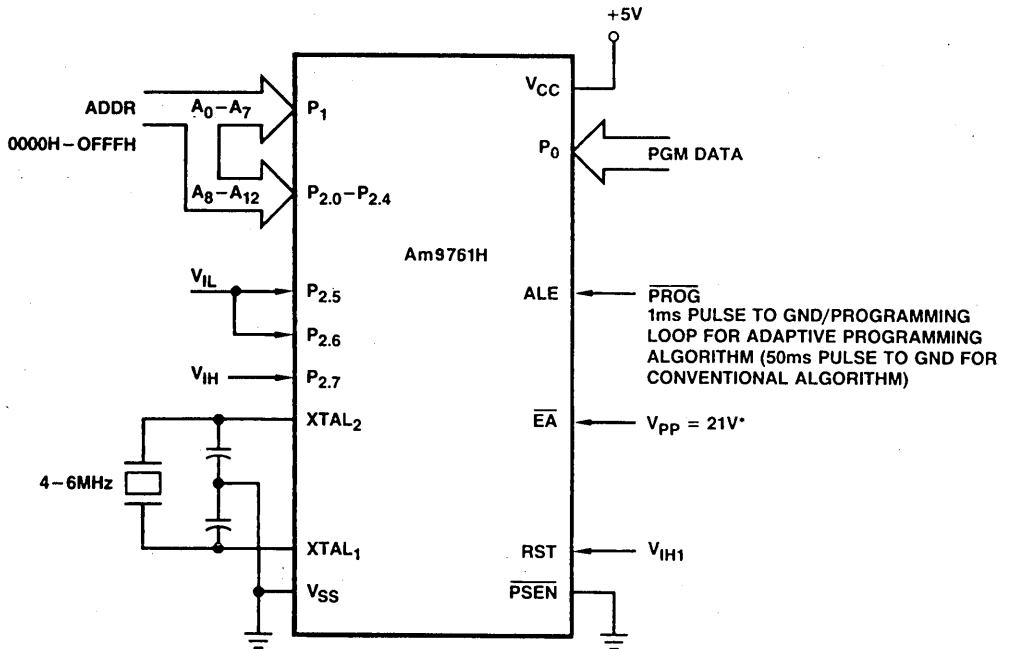 +5V
ADDR
0000H–OFFFH
A0–A7
P1
VCC
P0
PGM DATA
A8–A12
P2.0–P2.4
Am9761H
VIL
P2.5
P2.6
VIH
P2.7
ALE
PROG
1ms PULSE TO GND/PROGRAMMING
LOOP FOR ADAPTIVE PROGRAMMING
ALGORITHM (50ms PULSE TO GND FOR
CONVENTIONAL ALGORITHM)
XTAL2
EA
VPP = 21V*
4–6MHz
XTAL1
RST
VIH1
VSS
PSEN